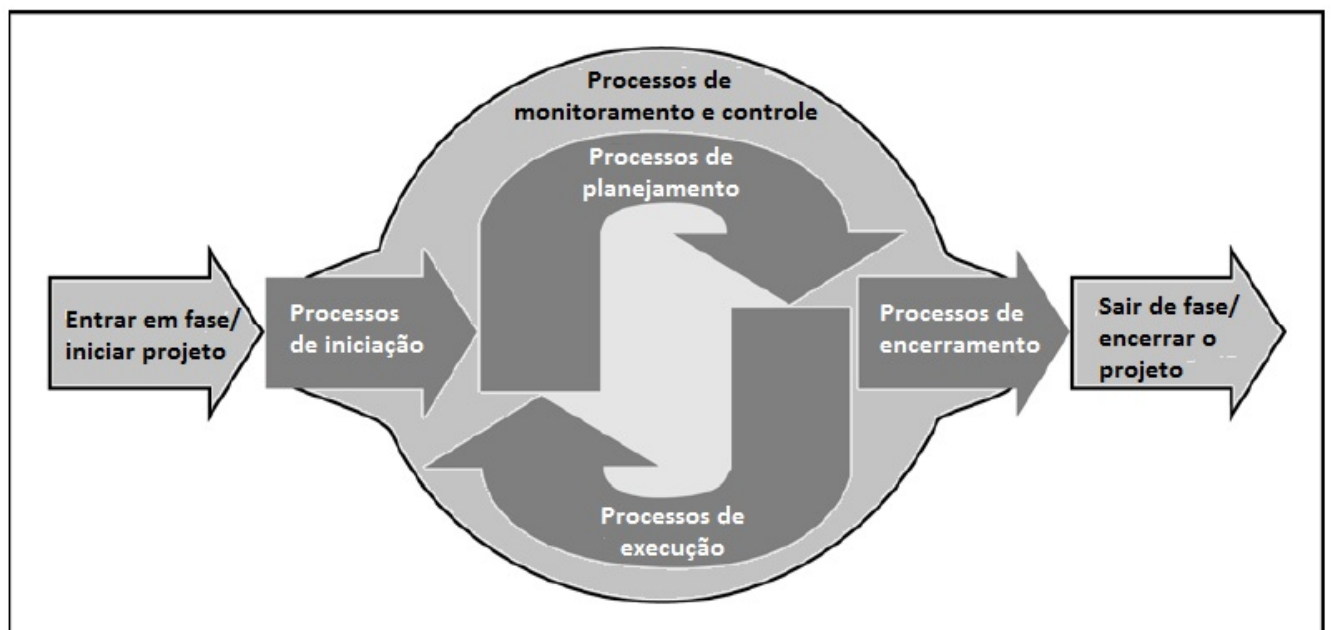 Processos de
monitoramento e controle
Processos de
planejamento
Entrar em fase/
iniciar projeto
Processos
de iniciação
Processos de
encerramento
Sair de fase/
encerrar o
projeto
Processos de
execução